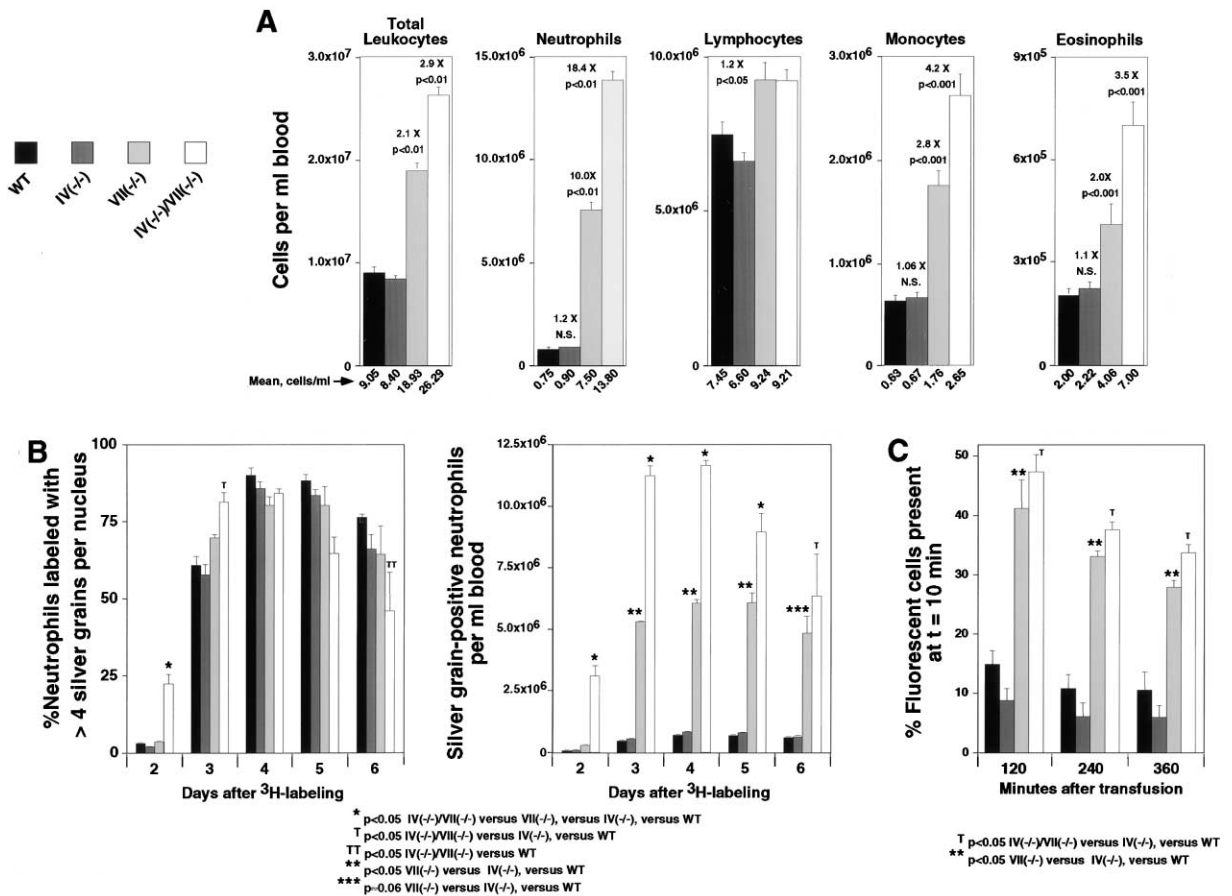 WT
IV(-/-)
VII(-/-)
IV(-/-)/VII(-/-)
A
Total
Leukocytes
Neutrophils
Lymphocytes
Monocytes
Eosinophils
Cells per ml blood
3.0x10⁷
2.0x10⁷
1.0x10⁷
0
2.1 X
p<0.01
2.9 X
p<0.01
15.0x10⁶
10.0x10⁶
5.0x10⁶
0
1.2 X
N.S.
10.0X
p<0.01
18.4 X
p<0.01
10.0x10⁶
5.0x10⁶
0
1.2 X
p<0.05
3x10⁶
2x10⁶
1x10⁶
0
1.06 X
N.S.
2.8 X
p<0.001
4.2 X
p<0.001
9x10⁵
6x10⁵
3x10⁵
0
1.1 X
N.S.
2.0X
p<0.001
3.5 X
p<0.001
Mean, cells/ml
9.05 8.40 18.93 26.29
0.75 0.90 7.50 13.80
7.45 6.60 9.24 9.21
0.63 0.67 1.76 2.65
2.00 2.22 4.06 7.00
B
%Neutrophils labeled with
> 4 silver grains per nucleus
100
75
50
25
0
*
T
TT
2 3 4 5 6
Days after ³H-labeling
Silver grain-positive neutrophils
per ml blood
12.5x10⁶
10.0x10⁶
7.5x10⁶
5.0x10⁶
2.5x10⁶
0
*
**
*
**
*
**
*
***
T
2 3 4 5 6
Days after ³H-labeling
* p<0.05 IV(-/-)/VII(-/-) versus VII(-/-), versus IV(-/-), versus WT
T p<0.05 IV(-/-)/VII(-/-) versus IV(-/-), versus WT
TT p<0.05 IV(-/-)/VII(-/-) versus WT
** p<0.05 VII(-/-) versus IV(-/-), versus WT
*** p=0.06 VII(-/-) versus IV(-/-), versus WT
C
% Fluorescent cells present
at t = 10 min
50
40
30
20
10
0
**
T
**
T
**
T
120 240 360
Minutes after transfusion
T p<0.05 IV(-/-)/VII(-/-) versus IV(-/-), versus WT
** p<0.05 VII(-/-) versus IV(-/-), versus WT